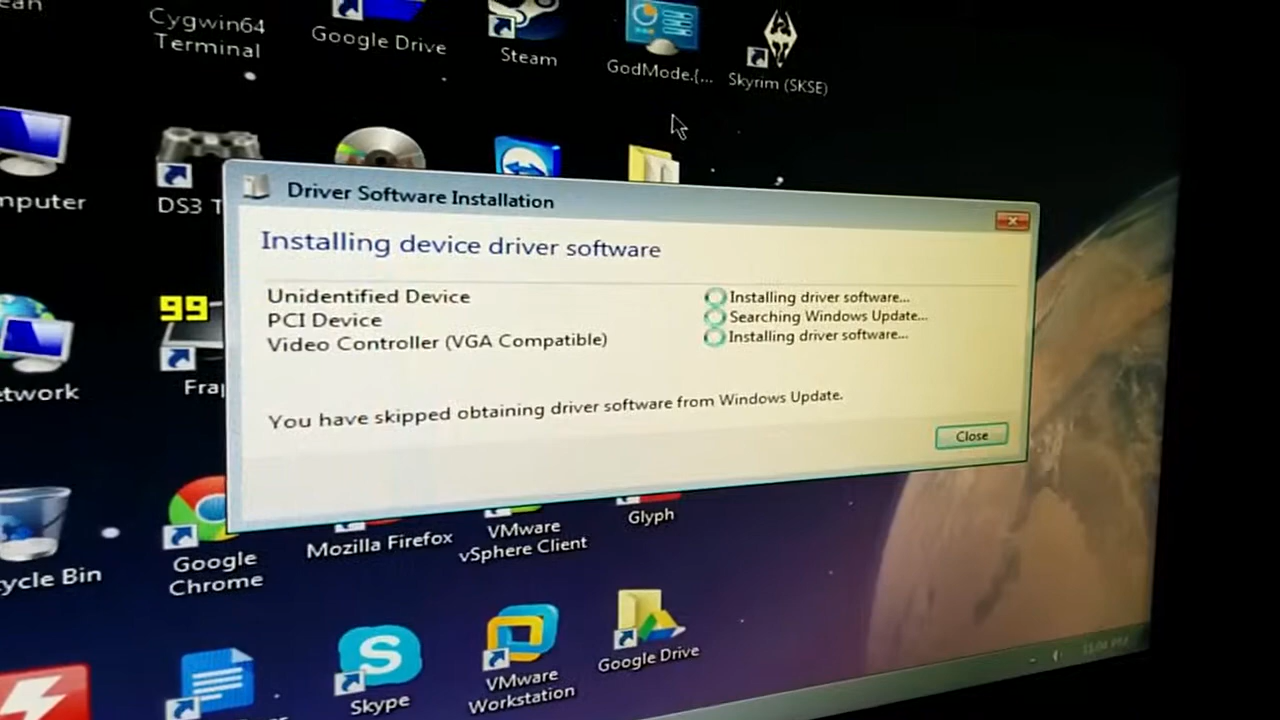 Cygwin64
Terminal
Google Drive
Steam
GodMode.{...
Skyrim (SKSE)
mputer
DS3 T
Driver Software Installation
Installing device driver software
Unidentified Device
Installing driver software...
PCI Device
Searching Windows Update...
Video Controller (VGA Compatible)
Installing driver software...
You have skipped obtaining driver software from Windows Update.
Close
99
etwork
Frap
Google
Chrome
Mozilla Firefox
VMware
vSphere Client
Glyph
ycle Bin
S
Skype
VMware
Workstation
Google Drive